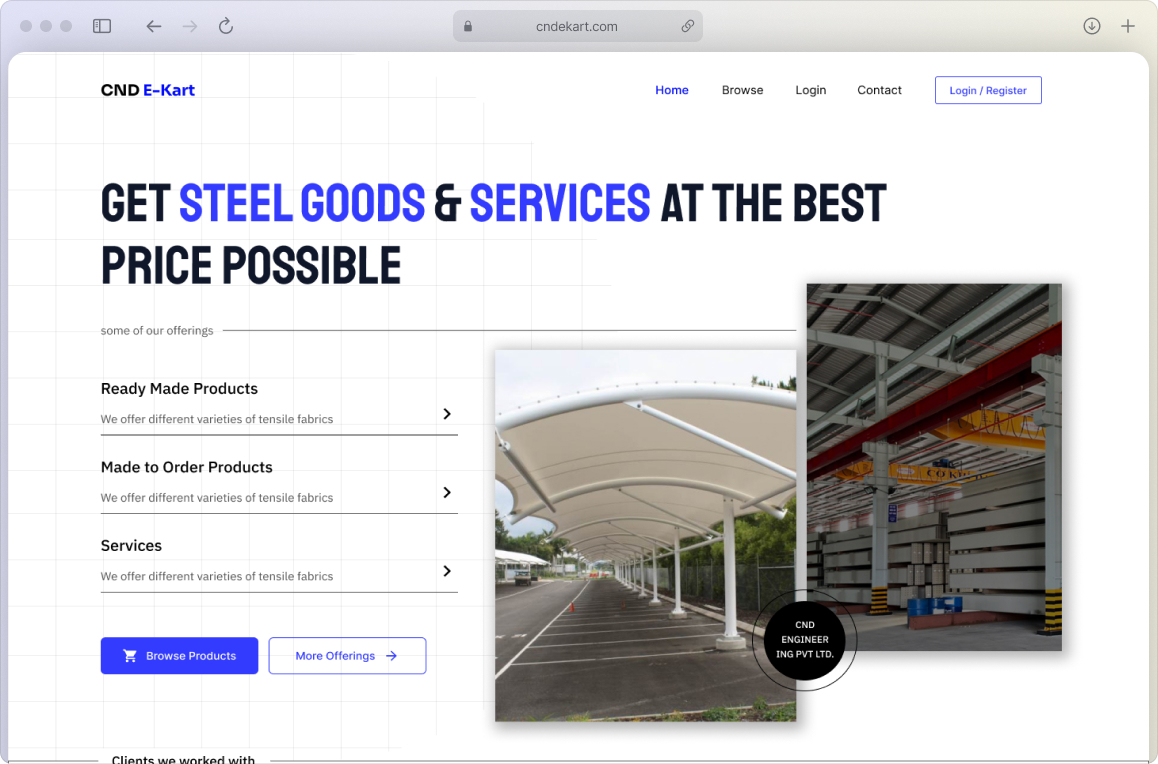 cndekart.com
CND E-Kart
Home
Browse
Login
Contact
Login / Register
GET STEEL GOODS & SERVICES AT THE BEST
PRICE POSSIBLE
some of our offerings
Ready Made Products
We offer different varieties of tensile fabrics
Made to Order Products
We offer different varieties of tensile fabrics
Services
We offer different varieties of tensile fabrics
Browse Products
More Offerings
CND
ENGINEER
ING PVT LTD.
Clients we worked with